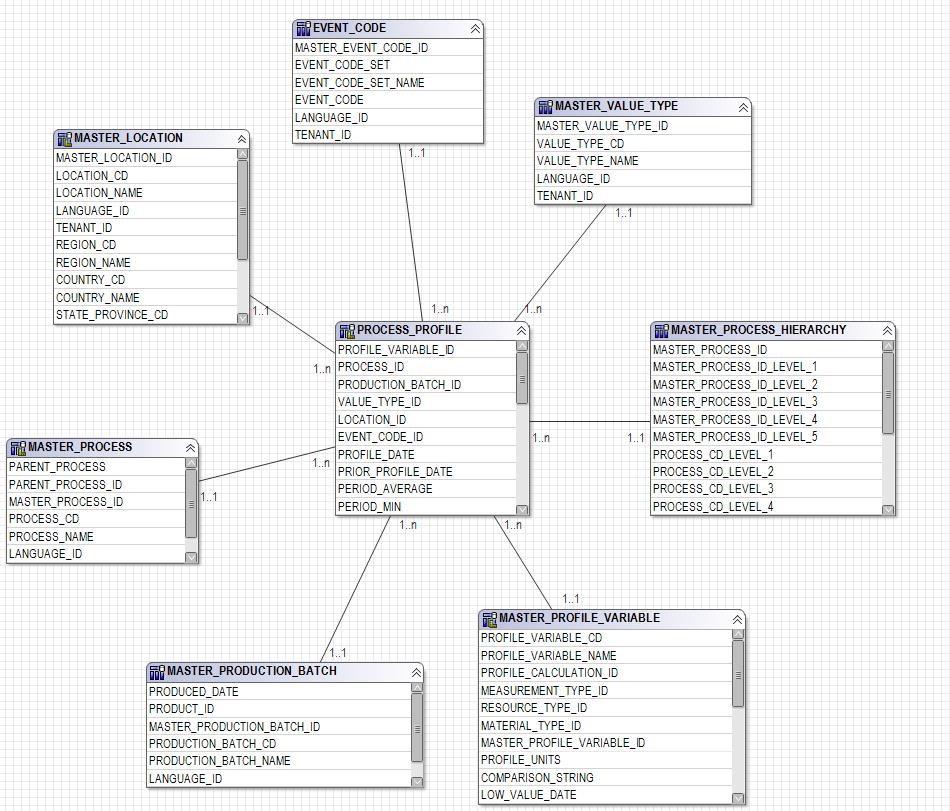 EVENT_CODE
MASTER_EVENT_CODE_ID
EVENT_CODE_SET
EVENT_CODE_SET_NAME
EVENT_CODE
LANGUAGE_ID
TENANT_ID
1..1
MASTER_VALUE_TYPE
MASTER_VALUE_TYPE_ID
VALUE_TYPE_CD
VALUE_TYPE_NAME
LANGUAGE_ID
TENANT_ID
1..1
MASTER_LOCATION
MASTER_LOCATION_ID
LOCATION_CD
LOCATION_NAME
LANGUAGE_ID
TENANT_ID
REGION_CD
REGION_NAME
COUNTRY_CD
COUNTRY_NAME
STATE_PROVINCE_CD
1..1
1..n
1..n
1..n
PROCESS_PROFILE
PROFILE_VARIABLE_ID
PROCESS_ID
PRODUCTION_BATCH_ID
VALUE_TYPE_ID
LOCATION_ID
EVENT_CODE_ID
PROFILE_DATE
PRIOR_PROFILE_DATE
PERIOD_AVERAGE
PERIOD_MIN
1..n
1..1
MASTER_PROCESS_HIERARCHY
MASTER_PROCESS_ID
MASTER_PROCESS_ID_LEVEL_1
MASTER_PROCESS_ID_LEVEL_2
MASTER_PROCESS_ID_LEVEL_3
MASTER_PROCESS_ID_LEVEL_4
MASTER_PROCESS_ID_LEVEL_5
PROCESS_CD_LEVEL_1
PROCESS_CD_LEVEL_2
PROCESS_CD_LEVEL_3
PROCESS_CD_LEVEL_4
MASTER_PROCESS
PARENT_PROCESS
PARENT_PROCESS_ID
MASTER_PROCESS_ID
PROCESS_CD
PROCESS_NAME
LANGUAGE_ID
1..1
1..n
1..n
1..n
1..1
1..1
MASTER_PRODUCTION_BATCH
PRODUCED_DATE
PRODUCT_ID
MASTER_PRODUCTION_BATCH_ID
PRODUCTION_BATCH_CD
PRODUCTION_BATCH_NAME
LANGUAGE_ID
MASTER_PROFILE_VARIABLE
PROFILE_VARIABLE_CD
PROFILE_VARIABLE_NAME
PROFILE_CALCULATION_ID
MEASUREMENT_TYPE_ID
RESOURCE_TYPE_ID
MATERIAL_TYPE_ID
MASTER_PROFILE_VARIABLE_ID
PROFILE_UNITS
COMPARISON_STRING
LOW_VALUE_DATE